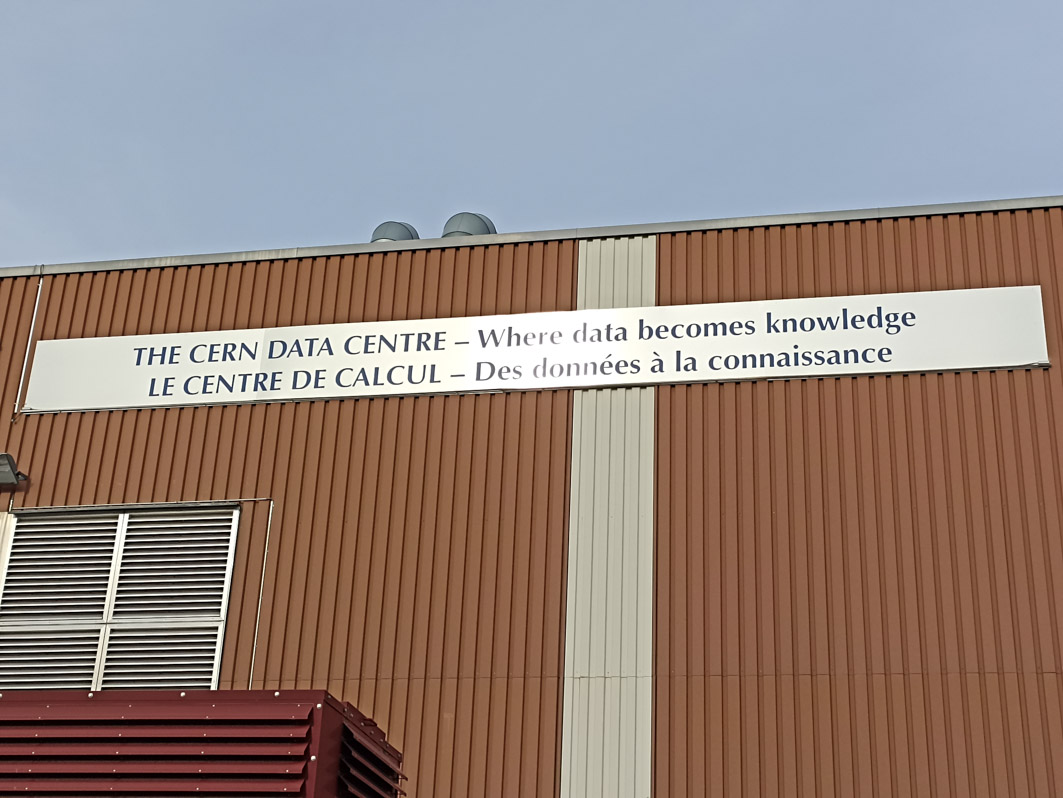 THE CERN DATA CENTRE – Where data becomes knowledge
LE CENTRE DE CALCUL – Des données à la connaissance